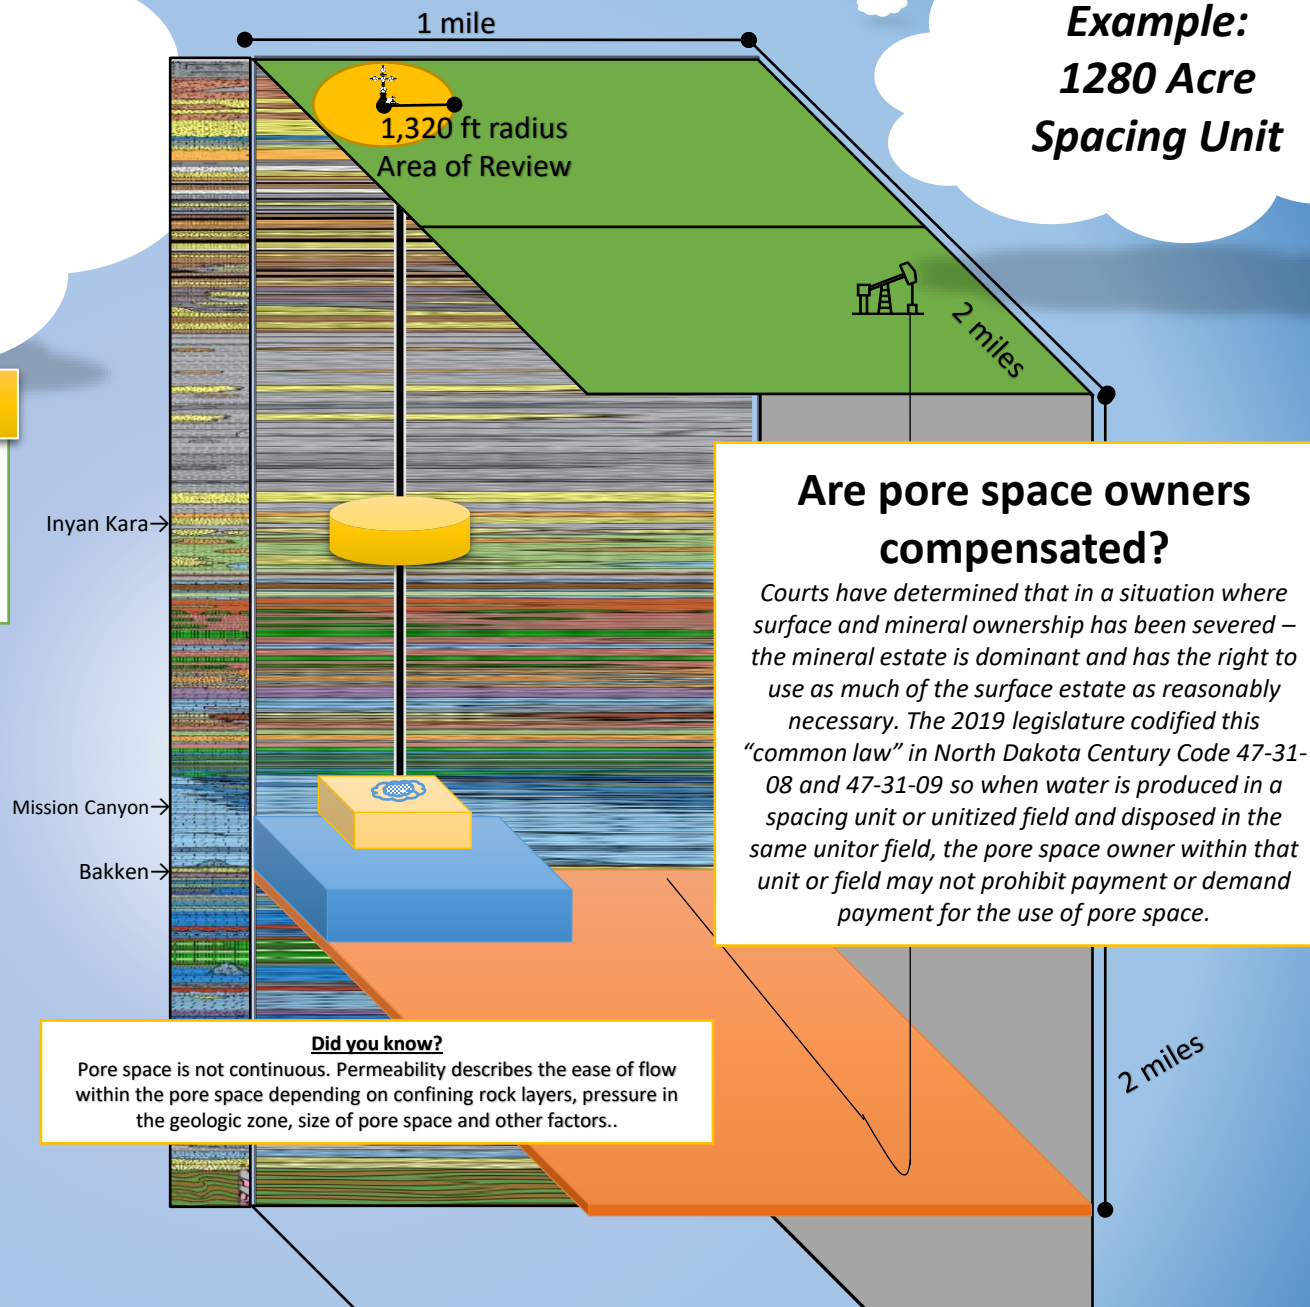 1 mile
Example:
1280 Acre
Spacing Unit
1,320 ft radius
Area of Review
2 miles
Inyan Kara
Are pore space owners
compensated?
Courts have determined that in a situation where
surface and mineral ownership has been severed –
the mineral estate is dominant and has the right to
use as much of the surface estate as reasonably
necessary. The 2019 legislature codified this
“common law” in North Dakota Century Code 47-31-
08 and 47-31-09 so when water is produced in a
spacing unit or unitized field and disposed in the
same unitor field, the pore space owner within that
unit or field may not prohibit payment or demand
payment for the use of pore space.
Mission Canyon
Bakken
Did you know?
Pore space is not continuous. Permeability describes the ease of flow
within the pore space depending on confining rock layers, pressure in
the geologic zone, size of pore space and other factors..
2 miles